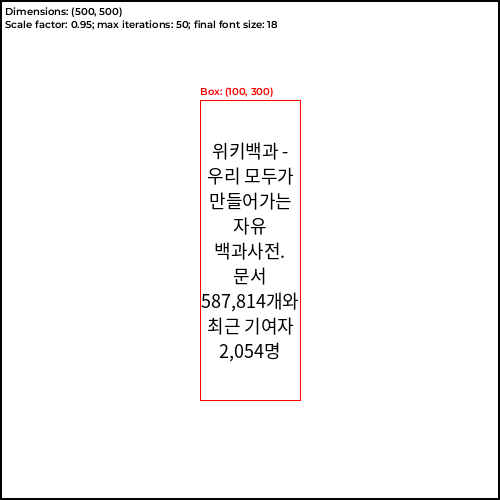 Dimensions: (500, 500)
Scale factor: 0.95; max iterations: 50; final font size: 18
Box: (100, 300)
위키백과 -
우리 모두가
만들어가는
자유
백과사전.
문서
587,814개와
최근 기여자
2,054명